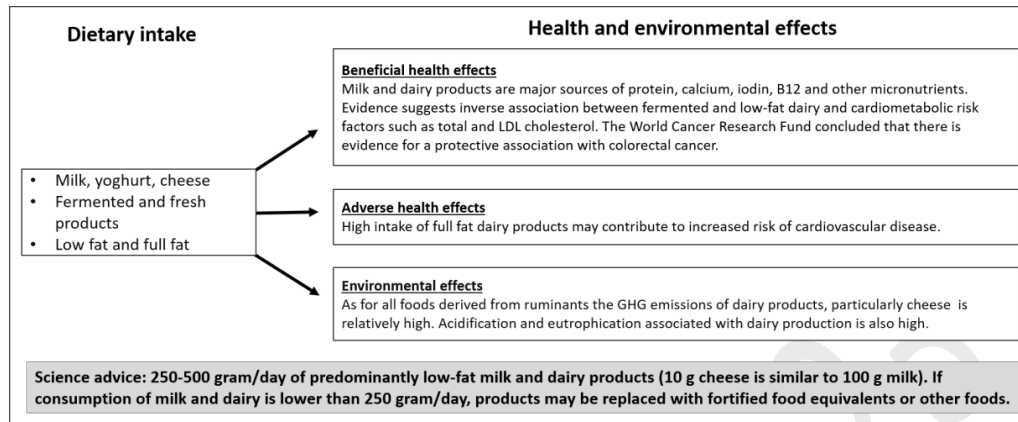 Dietary intake
Health and environmental effects
• Milk, yoghurt, cheese
• Fermented and fresh
products
• Low fat and full fat
Beneficial health effects
Milk and dairy products are major sources of protein, calcium, iodin, B12 and other micronutrients.
Evidence suggests inverse association between fermented and low-fat dairy and cardiometabolic risk
factors such as total and LDL cholesterol. The World Cancer Research Fund concluded that there is
evidence for a protective association with colorectal cancer.
Adverse health effects
High intake of full fat dairy products may contribute to increased risk of cardiovascular disease.
Environmental effects
As for all foods derived from ruminants the GHG emissions of dairy products, particularly cheese is
relatively high. Acidification and eutrophication associated with dairy production is also high.
Science advice: 250-500 gram/day of predominantly low-fat milk and dairy products (10 g cheese is similar to 100 g milk). If
consumption of milk and dairy is lower than 250 gram/day, products may be replaced with fortified food equivalents or other foods.